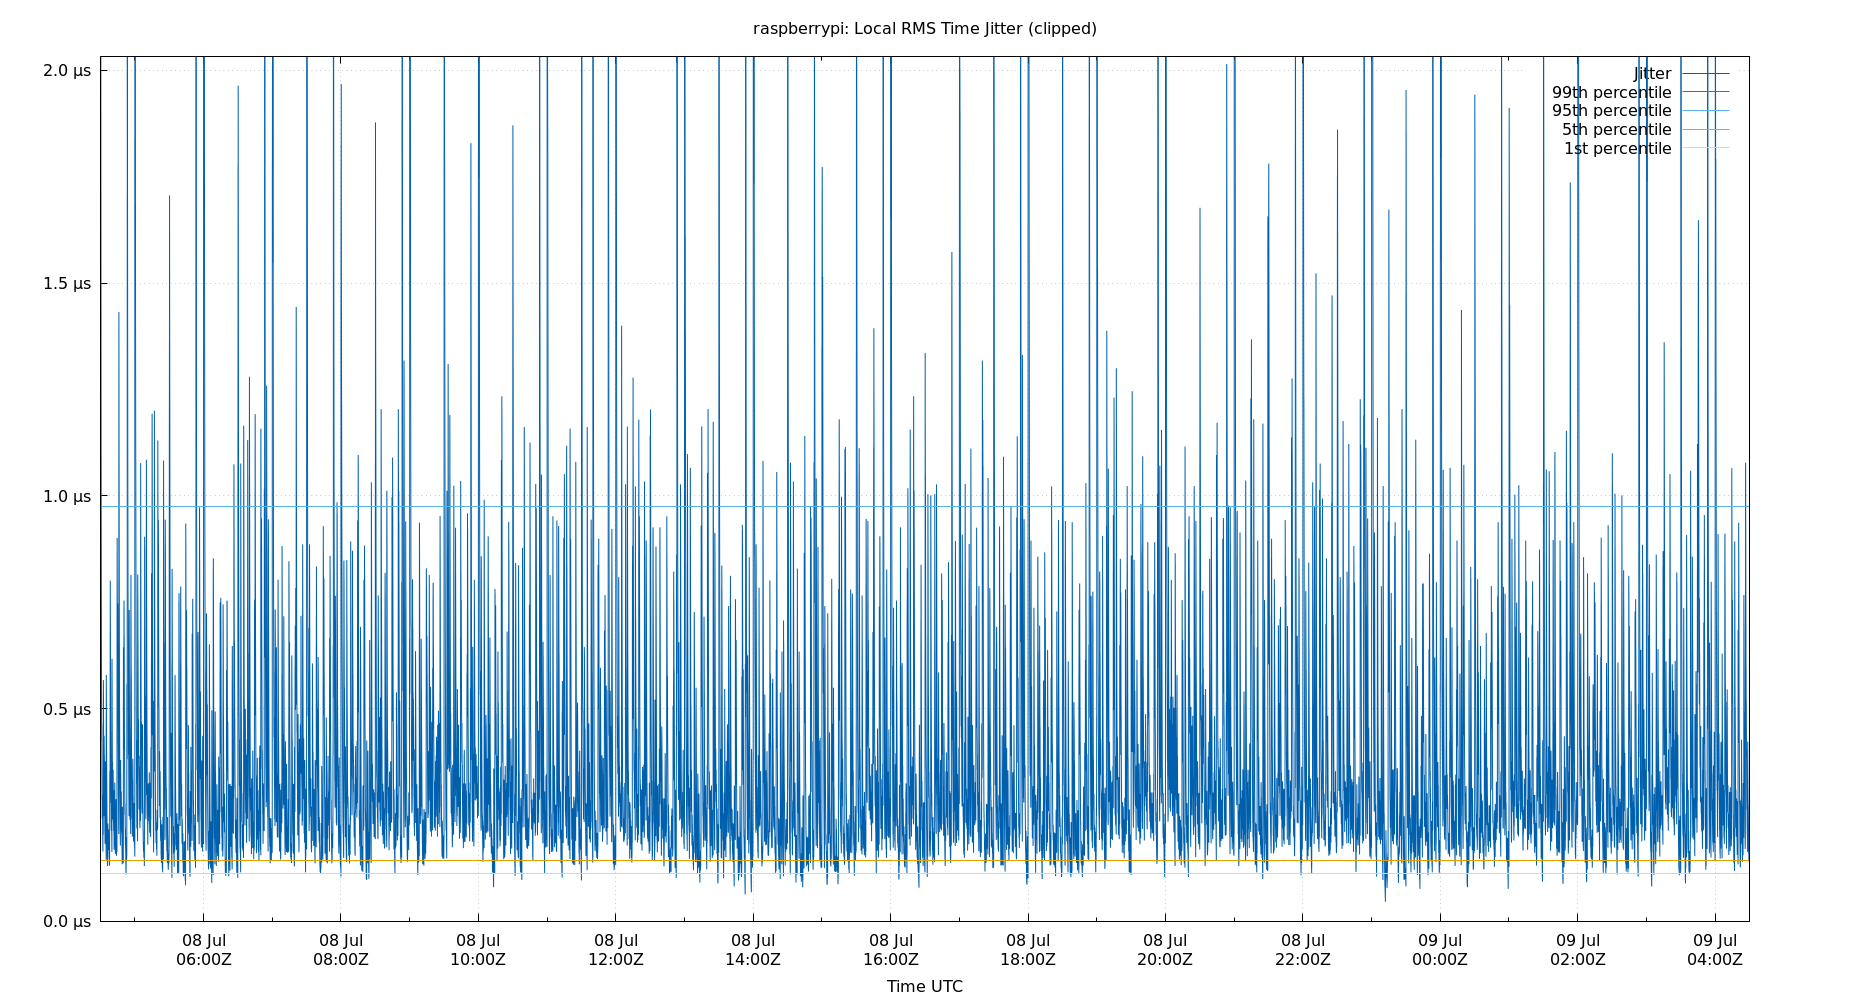 raspberrypi: Local RMS Time Jitter (clipped)
2.0 µs
1.5 µs
1.0 µs
0.5 µs
0.0 µs
Jitter
99th percentile
95th percentile
5th percentile
1st percentile
08 Jul 08 Jul 08 Jul 08 Jul 08 Jul 08 Jul 08 Jul 08 Jul 08 Jul 09 Jul 09 Jul 09 Jul
06:00Z 08:00Z 10:00Z 12:00Z 14:00Z 16:00Z 18:00Z 20:00Z 22:00Z 00:00Z 02:00Z 04:00Z
Time UTC